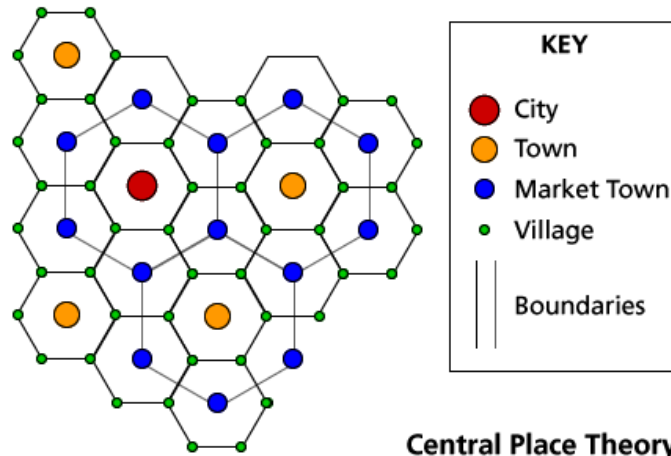 KEY
City
Town
Market Town
Village
Boundaries
Central Place Theory